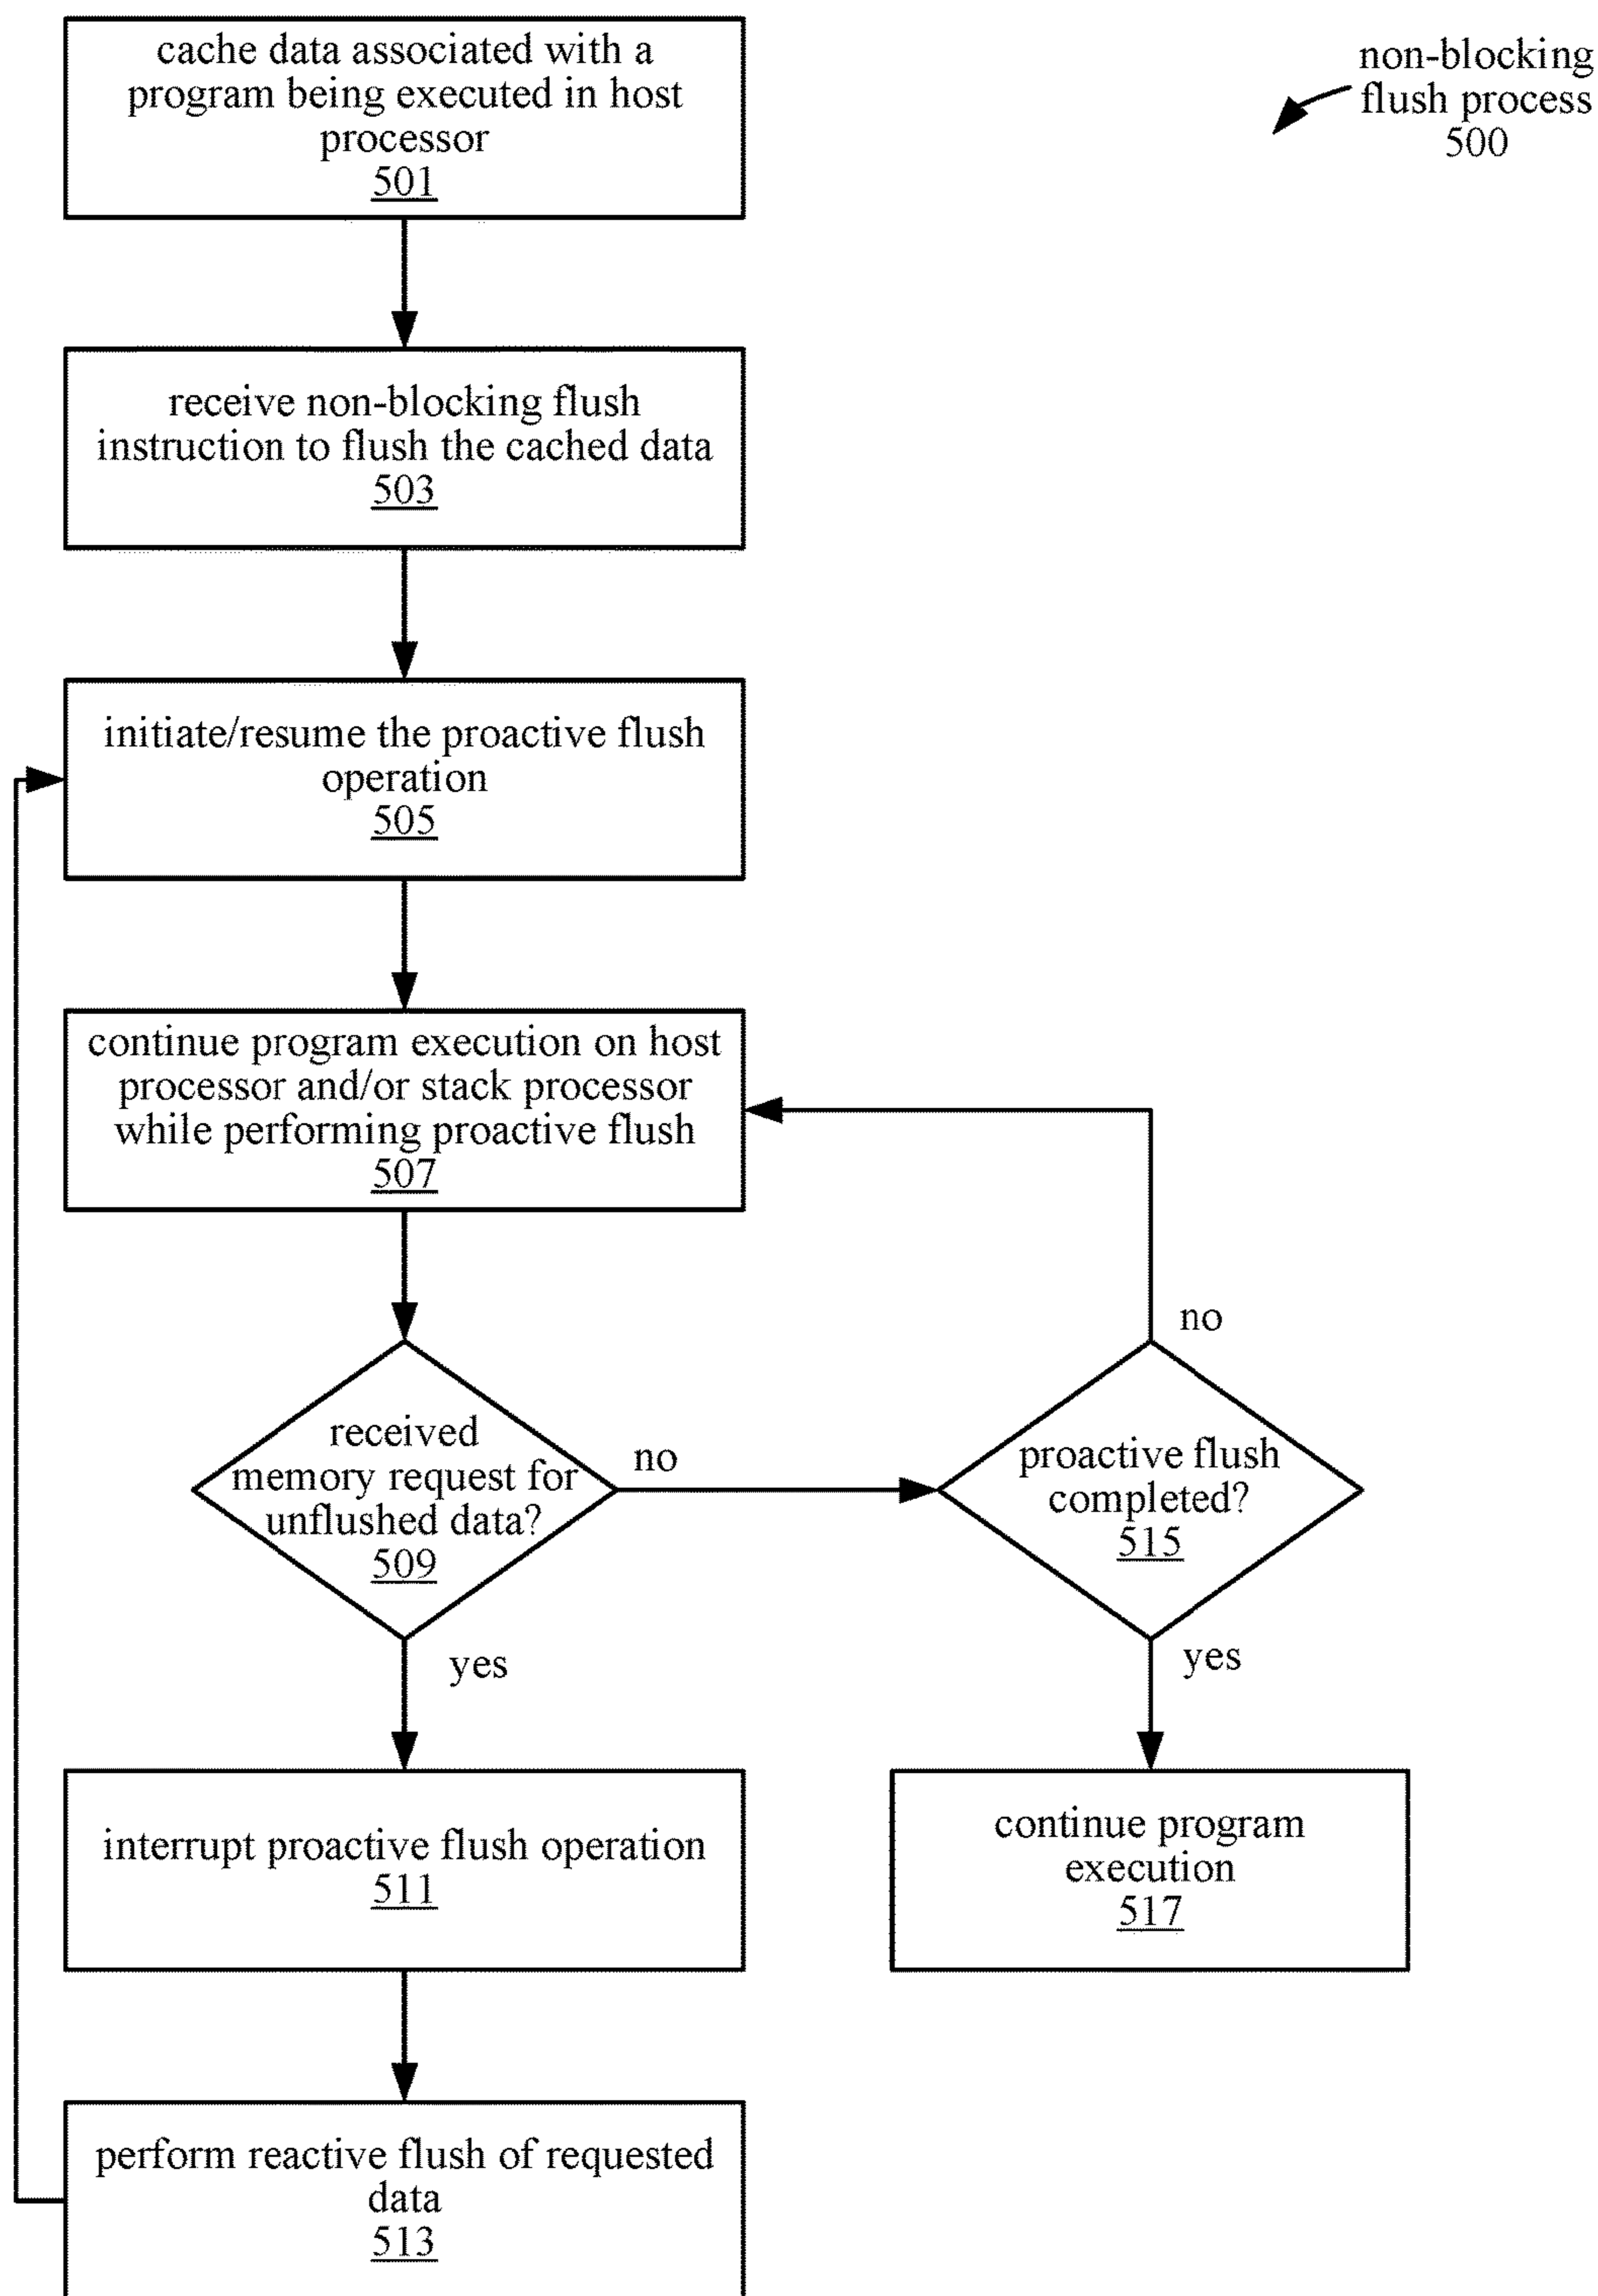 cache data associated with a
program being executed in host
processor
501
non-blocking
flush process
500
receive non-blocking flush
instruction to flush the cached data
503
initiate/resume the proactive flush
operation
505
continue program execution on host
processor and/or stack processor
while performing proactive flush
507
received
memory request for
unflushed data?
509
no
proactive flush
completed?
515
no
yes
yes
interrupt proactive flush operation
511
continue program
execution
517
perform reactive flush of requested
data
513